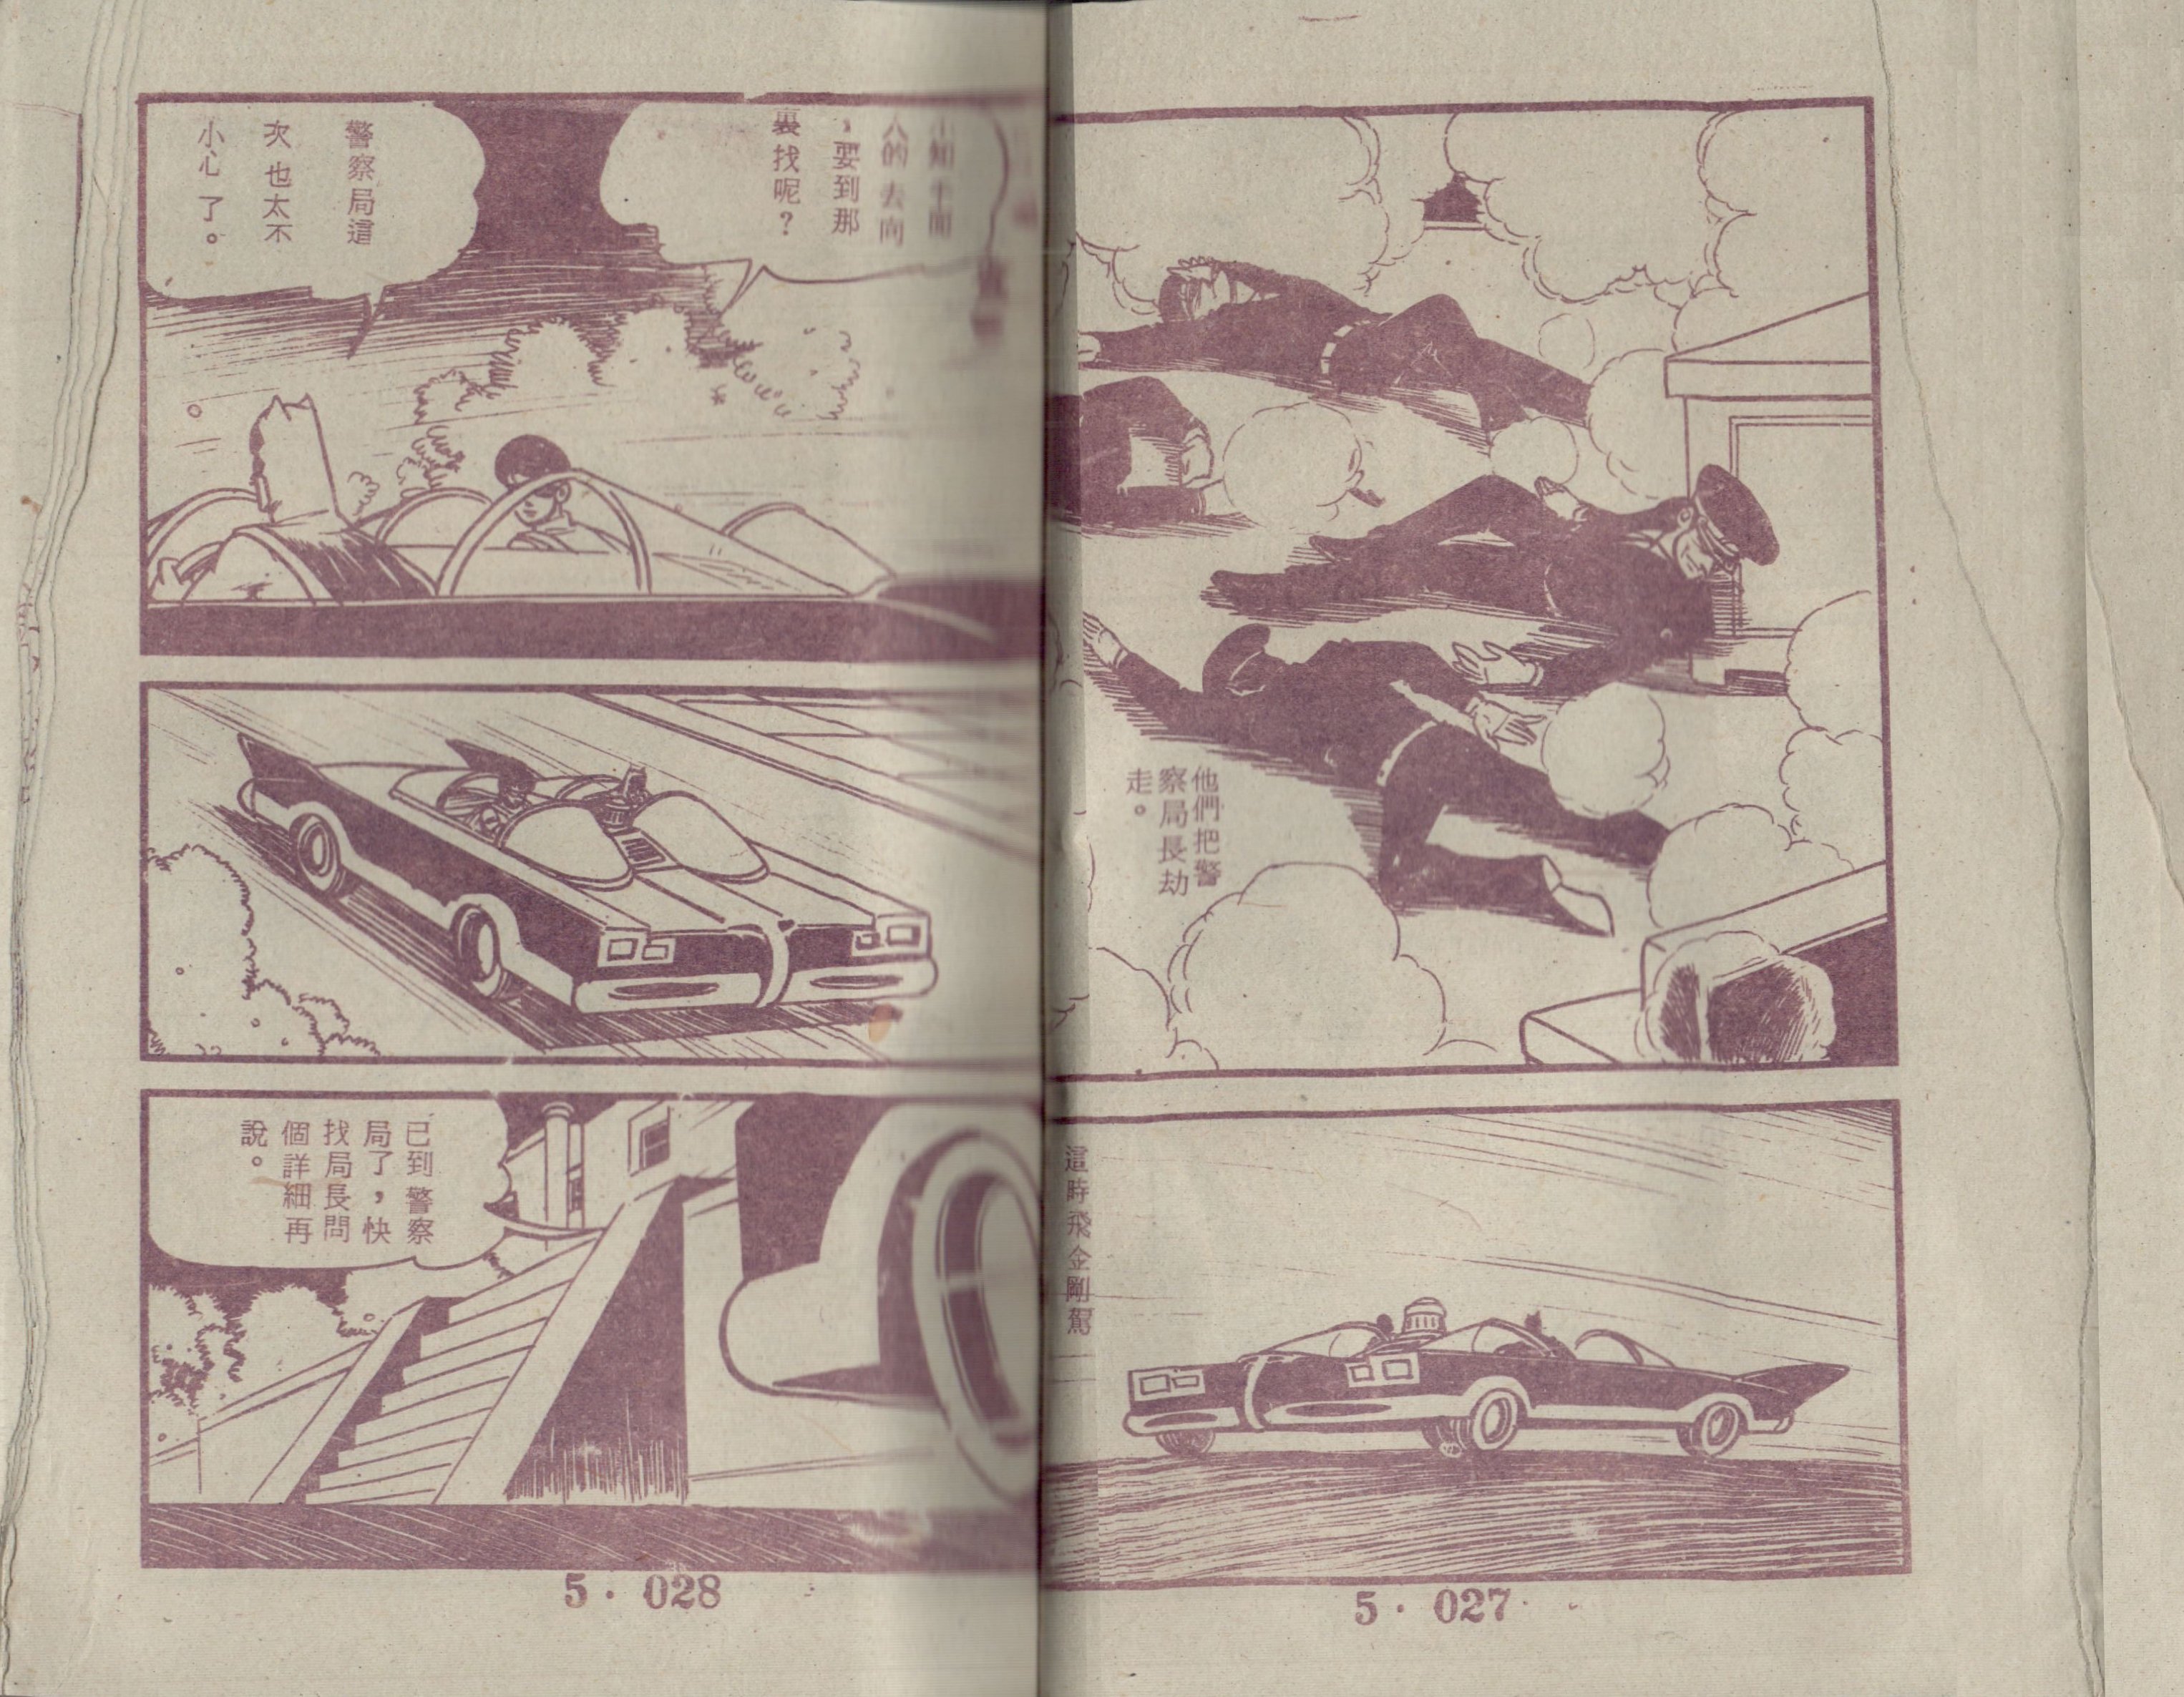 他們把警
察局長劫
走。
這時飛金剛駕
5·027
知
人的去向
，要到那
裏找呢？
警察局這
次也太不
小心了。
已到警察
局了，快
找局長問
個詳細再
說。
5·028